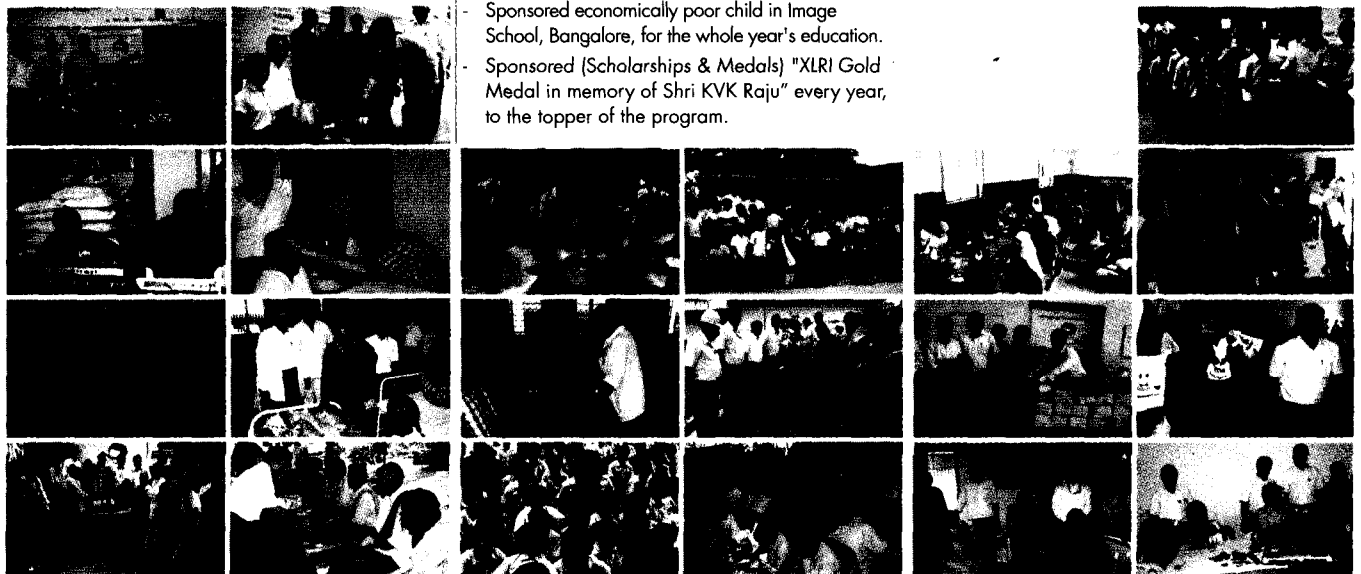 - Sponsored economically poor child in Image
School, Bangalore, for the whole year's education.
- Sponsored (Scholarships & Medals) "XLRI Gold
Medal in memory of Shri KVK Raju" every year,
to the topper of the program.